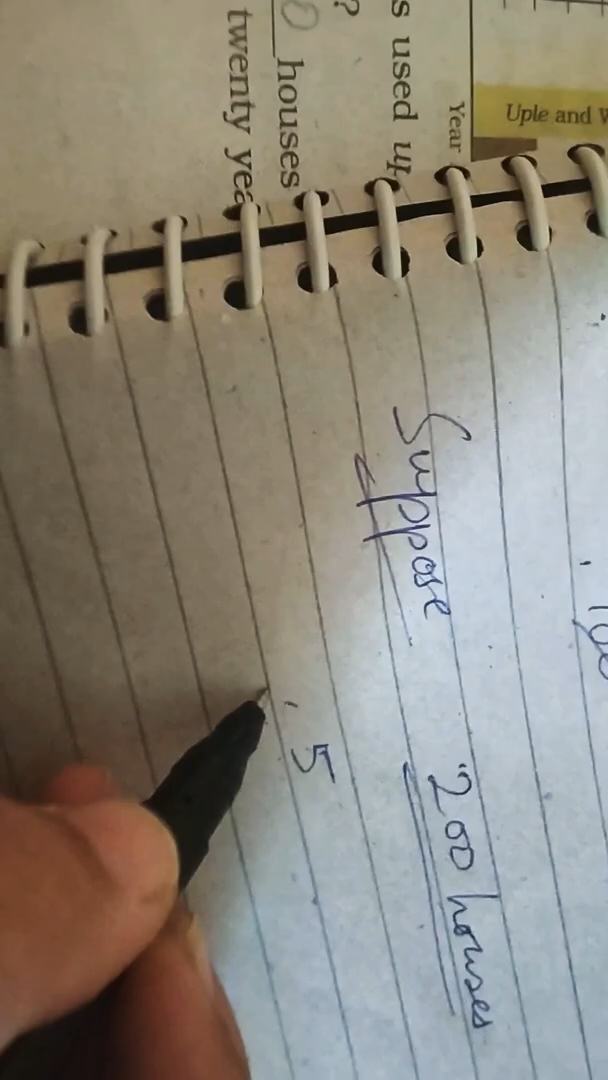 Uple and
Year
s used up
?
houses
twenty yea
Suppose 200 houses
. 5